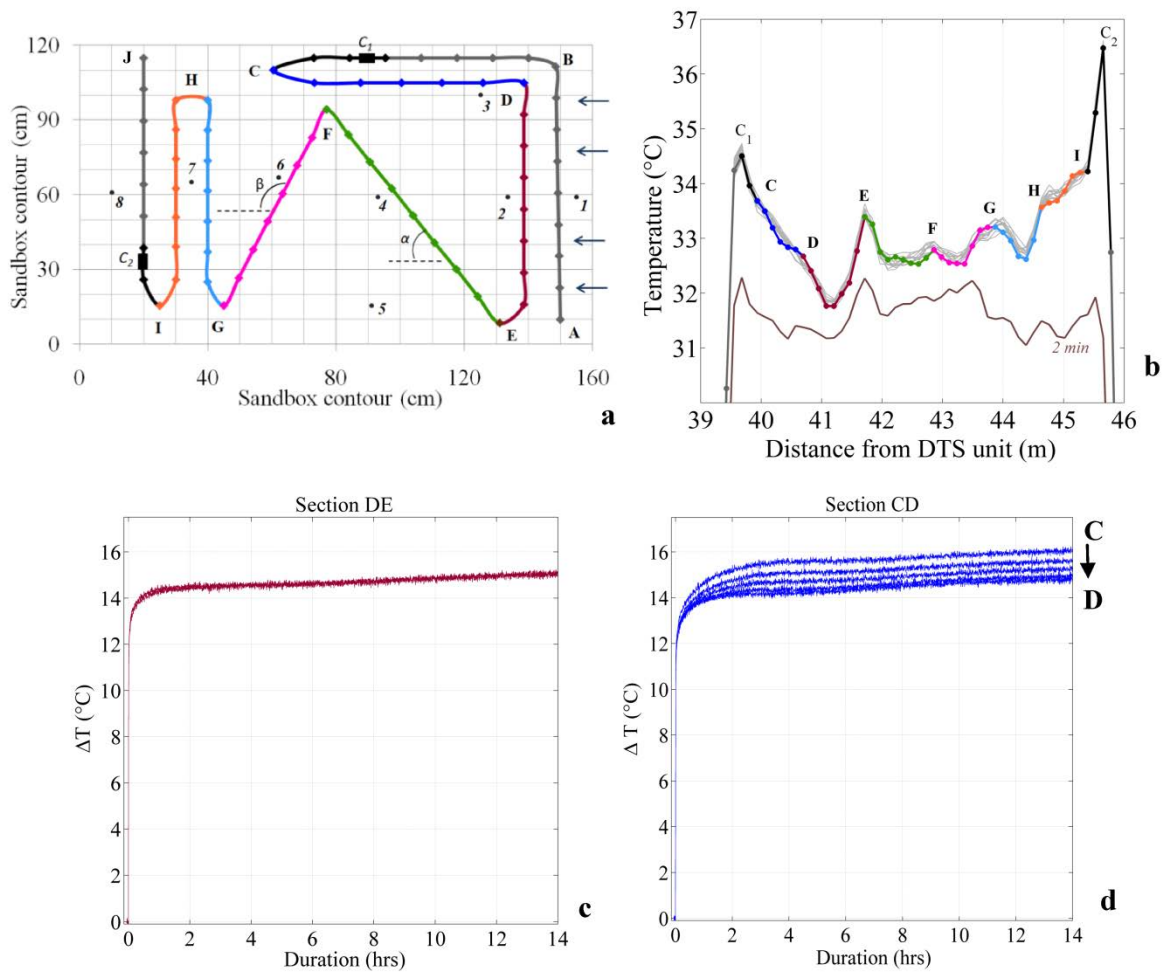 120
90
60
30
0
Sandbox contour (cm)
J
H
C
C1
B
D
3
F
6
β
7
8
4
2
1
α
C2
5
I
G
E
A
0
40
80
120
160
Sandbox contour (cm)
a
37
36
35
34
33
32
31
Temperature (°C)
C2
C1
C
D
E
F
G
H
I
2 min
39
40
41
42
43
44
45
46
Distance from DTS unit (m)
b
Section DE
16
14
12
10
8
6
4
2
0
ΔT (°C)
0
2
4
6
8
10
12
14
Duration (hrs)
c
Section CD
16
14
12
10
8
6
4
2
0
Δ T (°C)
C
D
0
2
4
6
8
10
12
14
Duration (hrs)
d